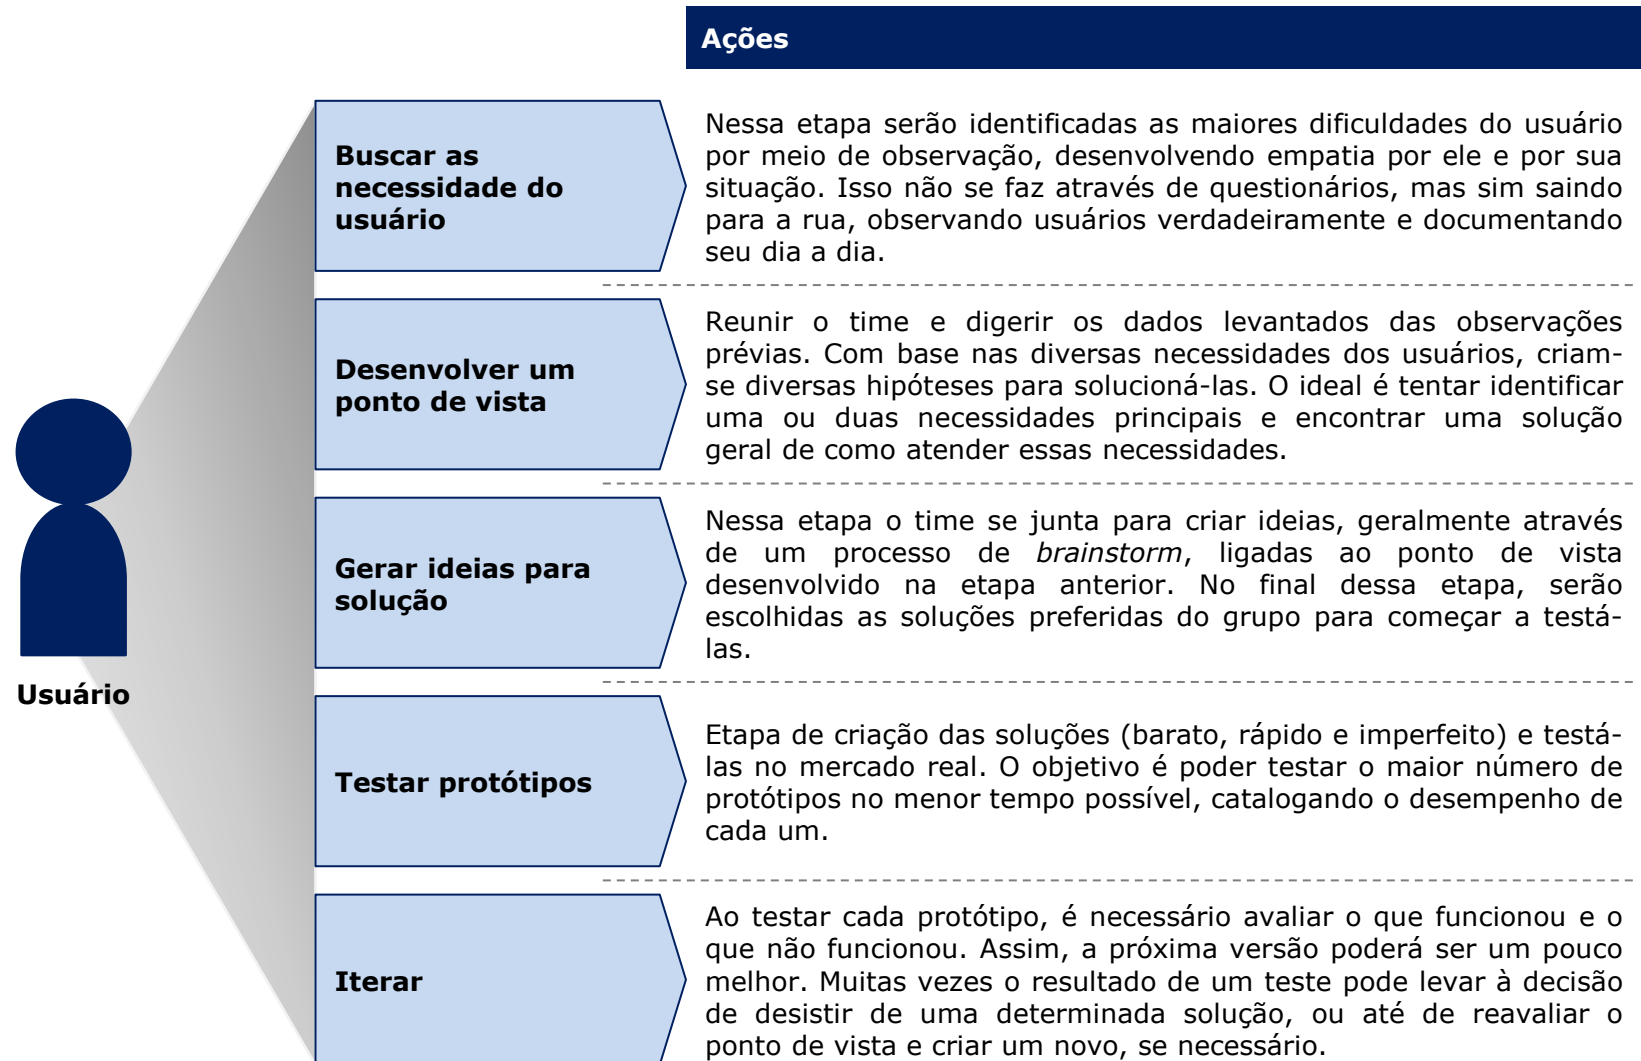 Ações
Buscar as
necessidade do
usuário
Nessa etapa serão identificadas as maiores dificuldades do usuário
por meio de observação, desenvolvendo empatia por ele e por sua
situação. Isso não se faz através de questionários, mas sim saindo
para a rua, observando usuários verdadeiramente e documentando
seu dia a dia.
Desenvolver um
ponto de vista
Reunir o time e digerir os dados levantados das observações
prévias. Com base nas diversas necessidades dos usuários, criam-
se diversas hipóteses para solucioná-las. O ideal é tentar identificar
uma ou duas necessidades principais e encontrar uma solução
geral de como atender essas necessidades.
Gerar ideias para
solução
Nessa etapa o time se junta para criar ideias, geralmente através
de um processo de brainstorm, ligadas ao ponto de vista
desenvolvido na etapa anterior. No final dessa etapa, serão
escolhidas as soluções preferidas do grupo para começar a testá-
las.
Usuário
Testar protótipos
Etapa de criação das soluções (barato, rápido e imperfeito) e testá-
las no mercado real. O objetivo é poder testar o maior número de
protótipos no menor tempo possível, catalogando o desempenho de
cada um.
Iterar
Ao testar cada protótipo, é necessário avaliar o que funcionou e o
que não funcionou. Assim, a próxima versão poderá ser um pouco
melhor. Muitas vezes o resultado de um teste pode levar à decisão
de desistir de uma determinada solução, ou até de reavaliar o
ponto de vista e criar um novo, se necessário.